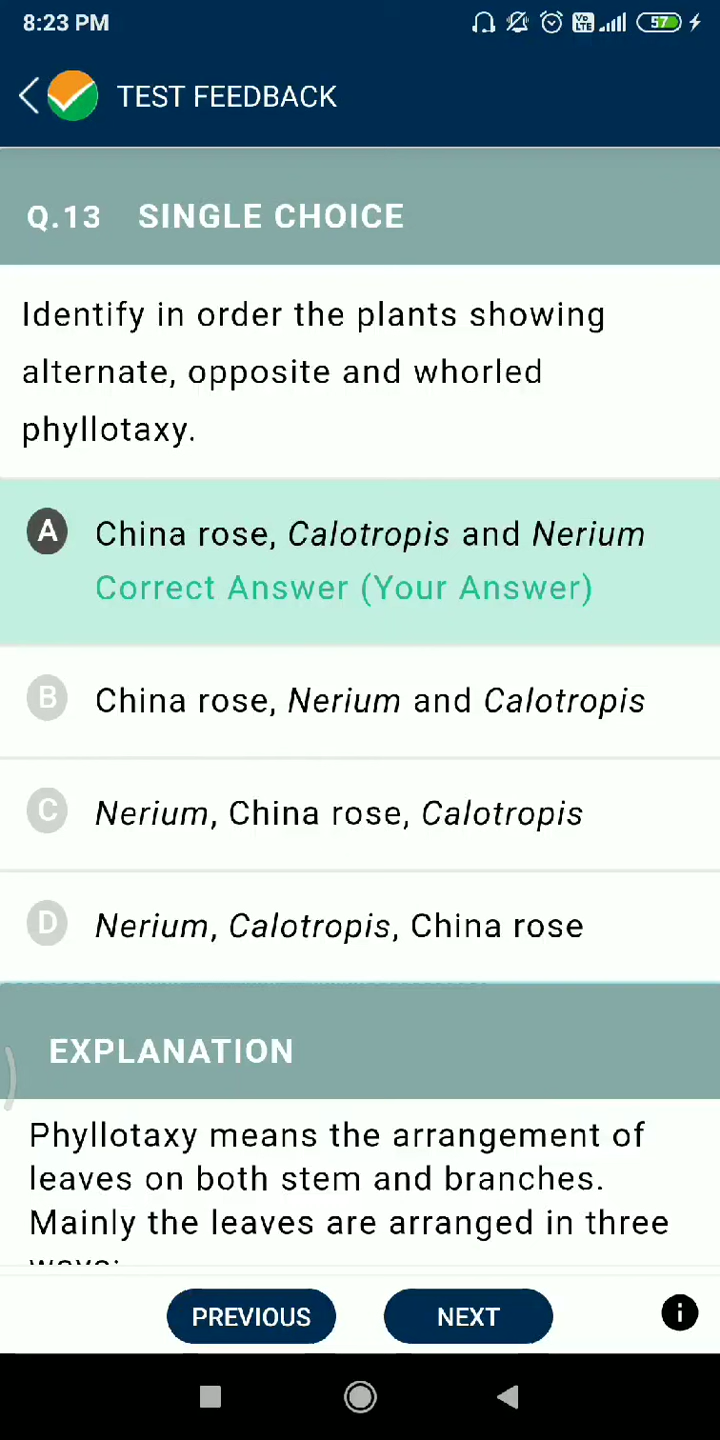 8:23 PM
57
TEST FEEDBACK
Q.13 SINGLE CHOICE
Identify in order the plants showing
alternate, opposite and whorled
phyllotaxy.
A China rose, Calotropis and Nerium
Correct Answer (Your Answer)
B China rose, Nerium and Calotropis
C Nerium, China rose, Calotropis
D Nerium, Calotropis, China rose
EXPLANATION
Phyllotaxy means the arrangement of
leaves on both stem and branches.
Mainly the leaves are arranged in three
PREVIOUS NEXT